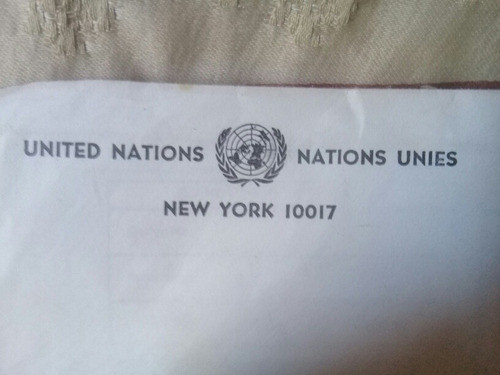 UNITED NATIONS NATIONS UNIES
NEW YORK 10017